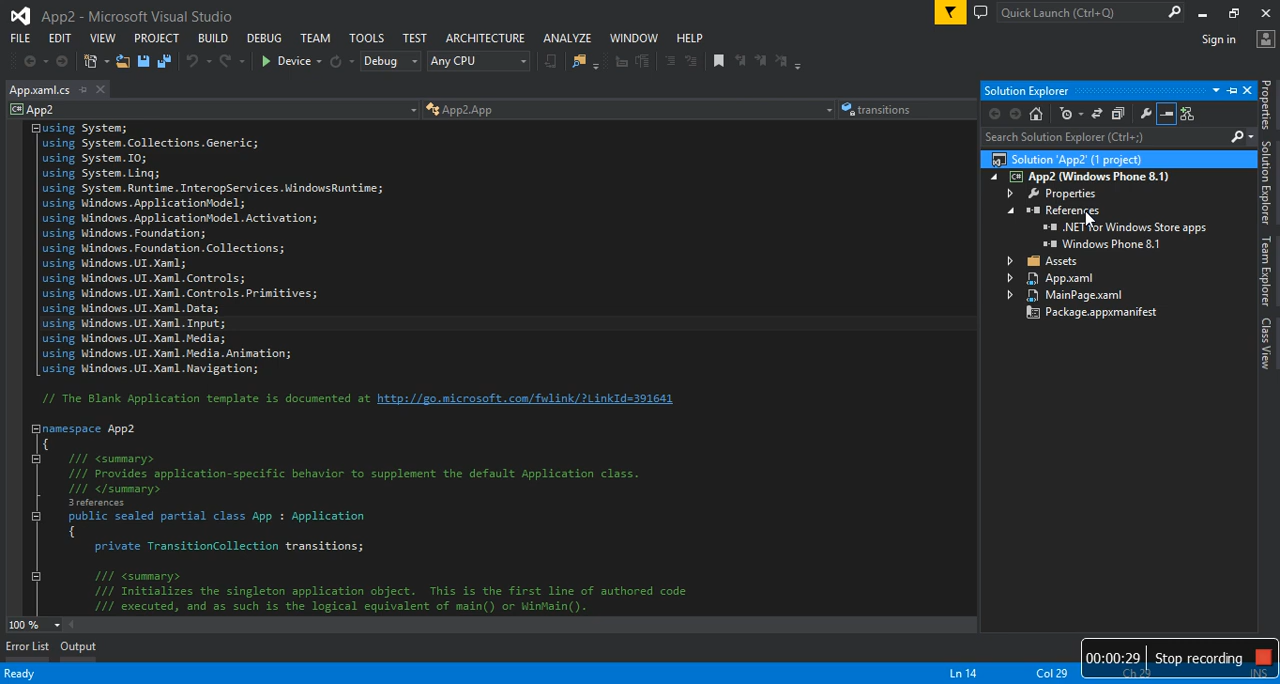 App2 - Microsoft Visual Studio
Quick Launch (Ctrl+Q)
FILE EDIT VIEW PROJECT BUILD DEBUG TEAM TOOLS TEST ARCHITECTURE ANALYZE WINDOW HELP
Sign in
Device Debug Any CPU
App.xaml.cs
C# App2 App2.App transitions
using System;
using System.Collections.Generic;
using System.IO;
using System.Linq;
using System.Runtime.InteropServices.WindowsRuntime;
using Windows.ApplicationModel;
using Windows.ApplicationModel.Activation;
using Windows.Foundation;
using Windows.Foundation.Collections;
using Windows.UI.Xaml;
using Windows.UI.Xaml.Controls;
using Windows.UI.Xaml.Controls.Primitives;
using Windows.UI.Xaml.Data;
using Windows.UI.Xaml.Input;
using Windows.UI.Xaml.Media;
using Windows.UI.Xaml.Media.Animation;
using Windows.UI.Xaml.Navigation;
// The Blank Application template is documented at http://go.microsoft.com/fwlink/?LinkId=391641
namespace App2
{
/// <summary>
/// Provides application-specific behavior to supplement the default Application class.
/// </summary>
3 references
public sealed partial class App : Application
{
private TransitionCollection transitions;
/// <summary>
/// Initializes the singleton application object.  This is the first line of authored code
/// executed, and as such is the logical equivalent of main() or WinMain().
100 %
Solution Explorer
Search Solution Explorer (Ctrl+;)
Solution 'App2' (1 project)
C# App2 (Windows Phone 8.1)
Properties
References
.NET for Windows Store apps
Windows Phone 8.1
Assets
App.xaml
MainPage.xaml
Package.appxmanifest
Properties
Solution Explorer
Team Explorer
Class View
Error List Output
00:00:29 Stop recording
Ready Ln 14 Col 29 Ch 29 INS